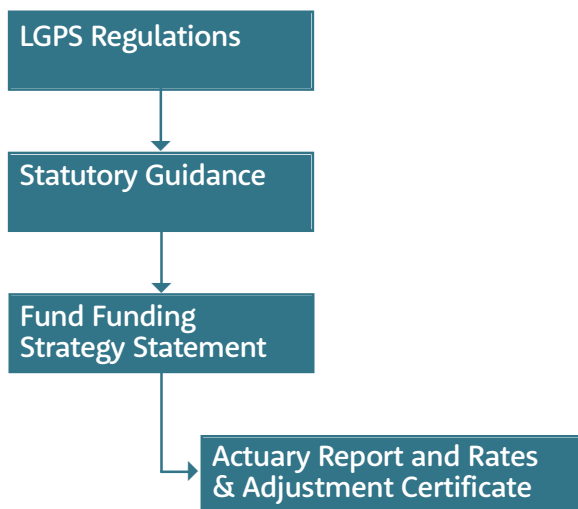 LGPS Regulations
Statutory Guidance
Fund Funding
Strategy Statement
Actuary Report and Rates
& Adjustment Certificate